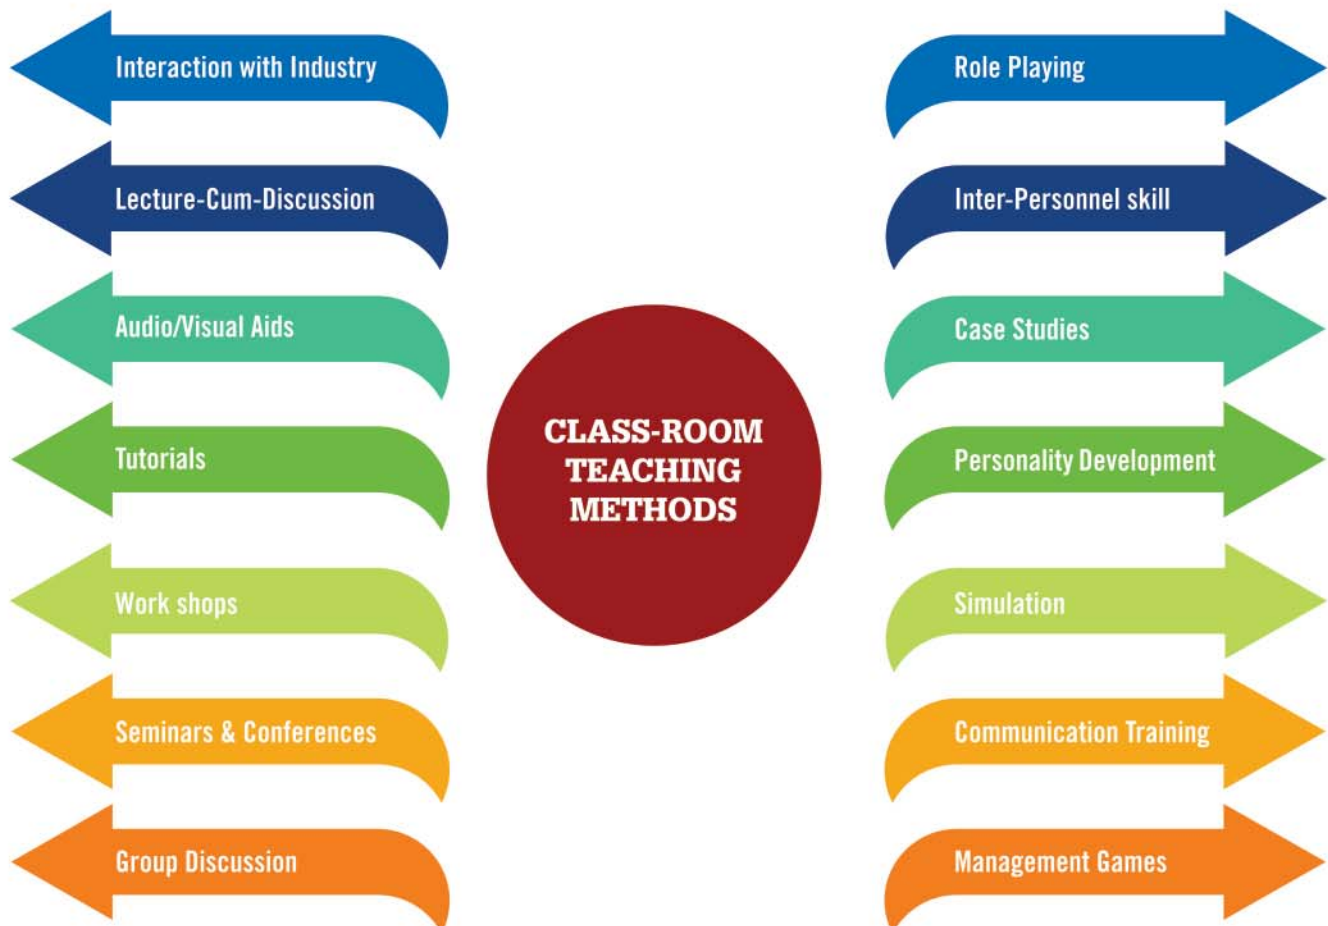 Interaction with Industry
Lecture-Cum-Discussion
Audio/Visual Aids
Tutorials
Work shops
Seminars & Conferences
Group Discussion
CLASS-ROOM
TEACHING
METHODS
Role Playing
Inter-Personnel skill
Case Studies
Personality Development
Simulation
Communication Training
Management Games